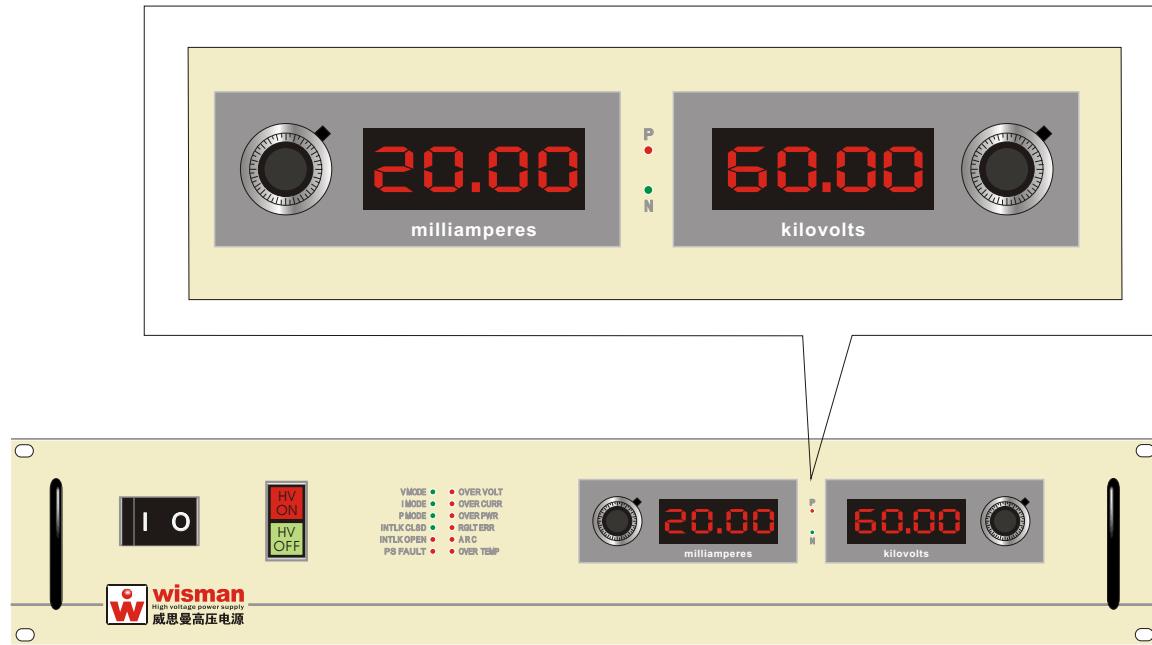 P
20.00
60.00
N
milliamperes
kilovolts
I O
HV
ON
HV
OFF
V MODE
OVER VOLT
I MODE
OVER CURR
P MODE
OVER PWR
INTLK CLSD
RGLT ERR
INTLK OPEN
ARC
PS FAULT
OVER TEMP
P
20.00
60.00
N
milliamperes
kilovolts
W
wisman
High voltage power supply
威思曼高压电源